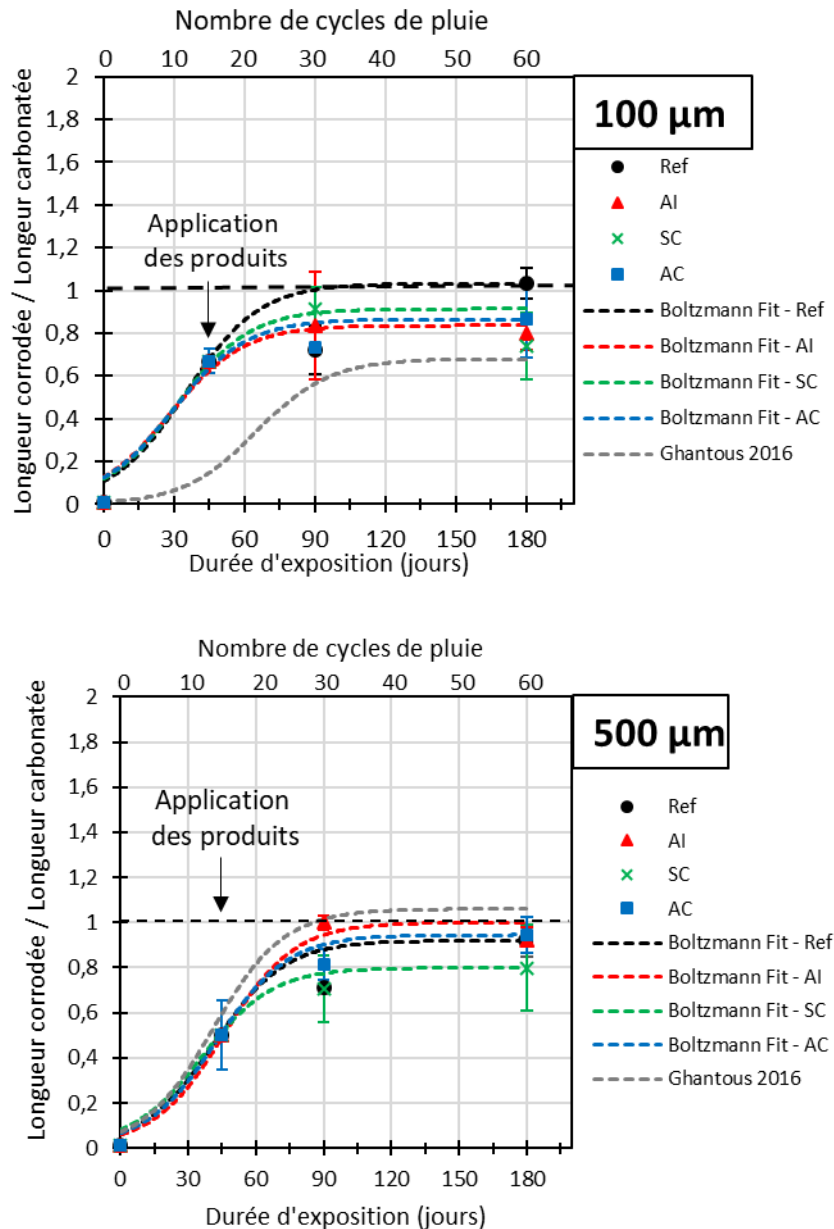 Nombre de cycles de pluie
0 10 20 30 40 50 60
Longueur corrodée / Longeur carbonatée
2
1,8
1,6
1,4
1,2
1
0,8
0,6
0,4
0,2
0
Application
des produits
0 30 60 90 120 150 180
Durée d'exposition (jours)
100 µm
Ref
AI
SC
AC
Boltzmann Fit - Ref
Boltzmann Fit - AI
Boltzmann Fit - SC
Boltzmann Fit - AC
Ghantous 2016
Nombre de cycles de pluie
0 10 20 30 40 50 60
Longueur corrodée / Longueur carbonatée
2
1,8
1,6
1,4
1,2
1
0,8
0,6
0,4
0,2
0
Application
des produits
0 30 60 90 120 150 180
Durée d'exposition (jours)
500 µm
Ref
AI
SC
AC
Boltzmann Fit - Ref
Boltzmann Fit - AI
Boltzmann Fit - SC
Boltzmann Fit - AC
Ghantous 2016